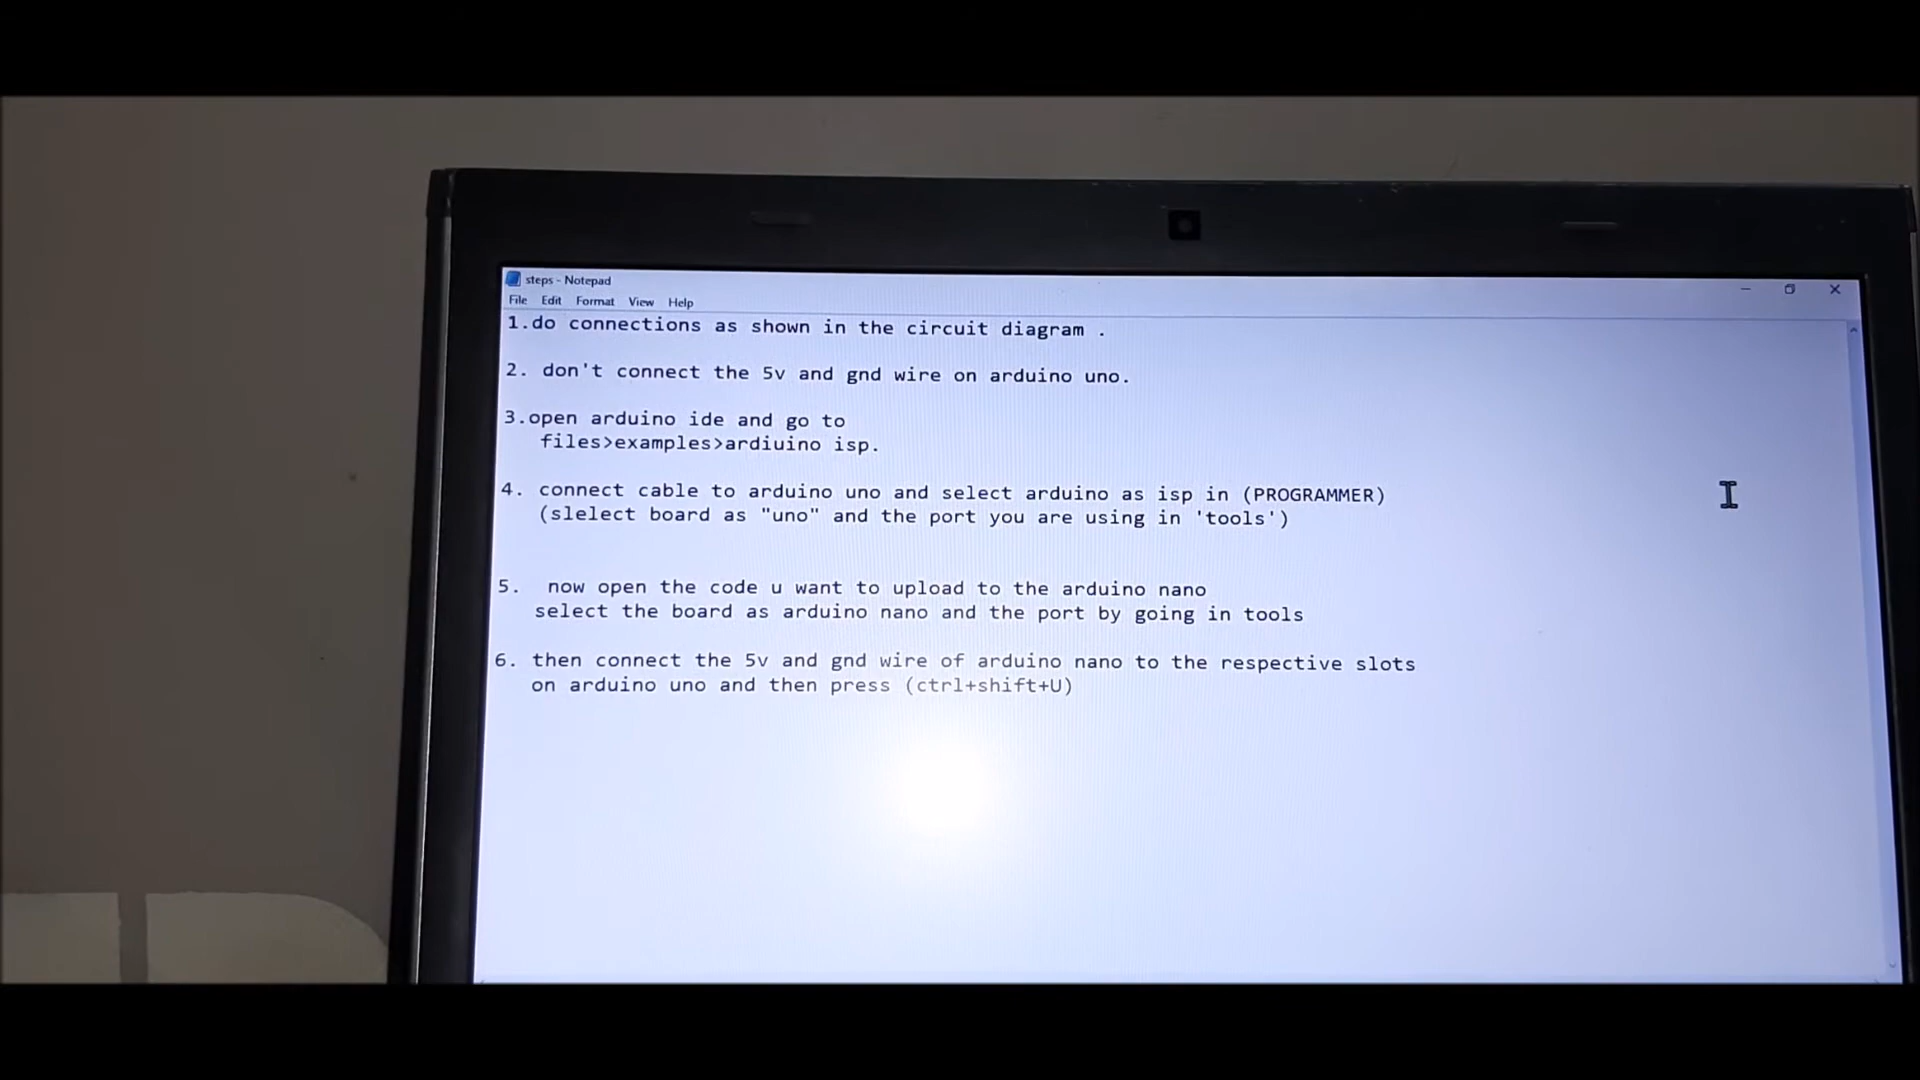 steps - Notepad
File Edit Format View Help
1.do connections as shown in the circuit diagram .
2. don't connect the 5v and gnd wire on arduino uno.
3.open arduino ide and go to
files>examples>ardiuino isp.
4. connect cable to arduino uno and select arduino as isp in (PROGRAMMER)
(slelect board as "uno" and the port you are using in 'tools')
5. now open the code u want to upload to the arduino nano
select the board as arduino nano and the port by going in tools
6. then connect the 5v and gnd wire of arduino nano to the respective slots
on arduino uno and then press (ctrl+shift+U)